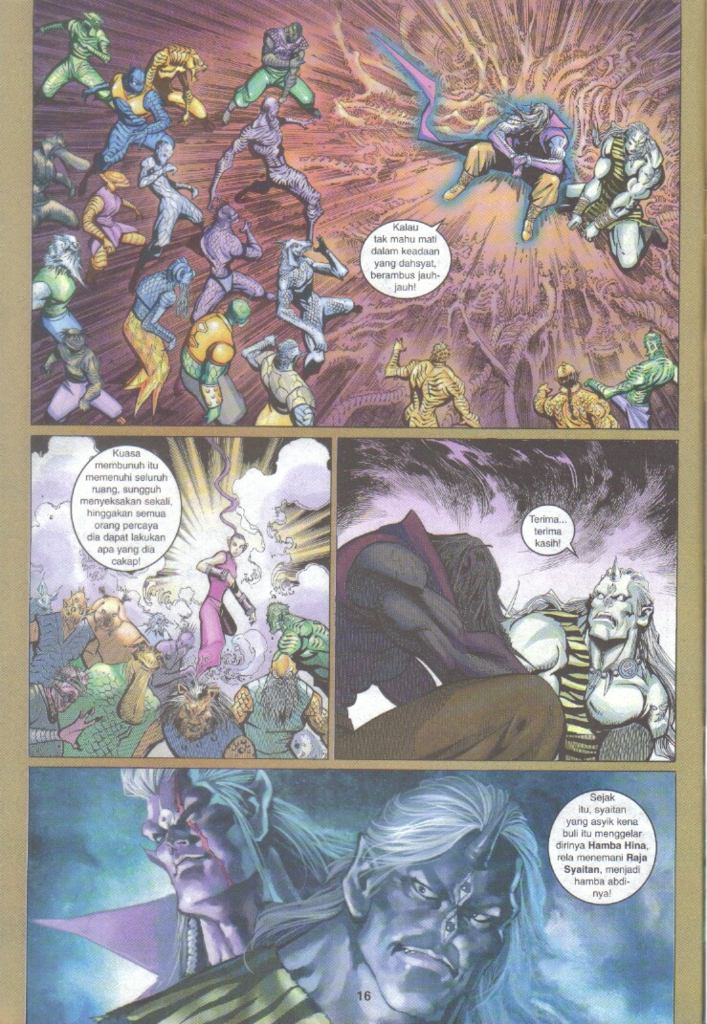 Kalau
tak mahu mati
dalam keadaan
yang dahsyat,
berambus jauh-
jauh!
Kuasa
membunuh itu
memenuhi seluruh
ruang, sungguh
menyeksakan sekali,
hinggakan semua
orang percaya
dia dapat lakukan
apa yang dia
cakap!
Terima...
terima
kasih!
Sejak
itu, syaitan
yang asyik kena
buli itu menggelar
dirinya Hamba Hina,
rela menemani Raja
Syaitan, menjadi
hamba abdi-
nya!
16